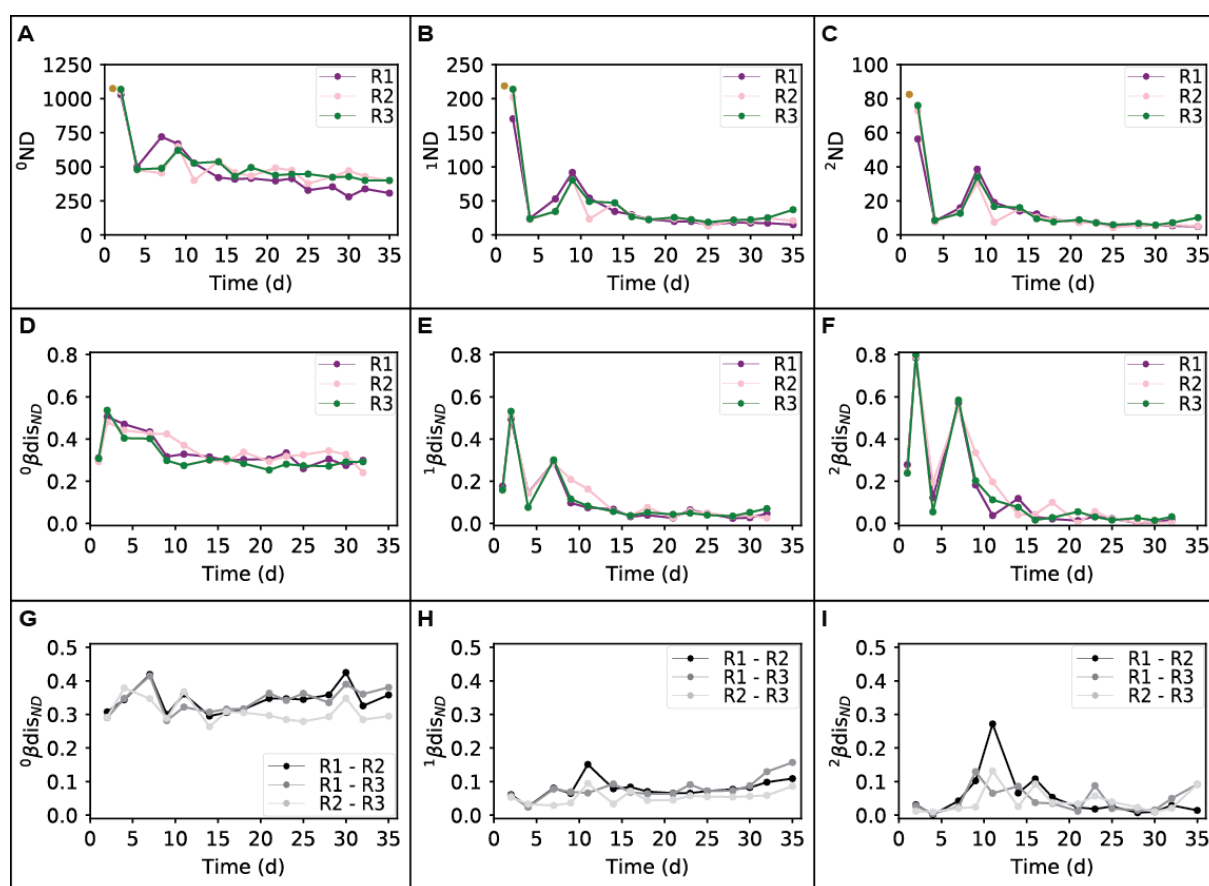 A
1250
1000
750
500
250
0
⁰ND
R1
R2
R3
0 5 10 15 20 25 30 35
Time (d)
B
250
200
150
100
50
0
¹ND
R1
R2
R3
0 5 10 15 20 25 30 35
Time (d)
C
100
80
60
40
20
0
²ND
R1
R2
R3
0 5 10 15 20 25 30 35
Time (d)
D
0.8
0.6
0.4
0.2
0.0
⁰βdis_ND
R1
R2
R3
0 5 10 15 20 25 30 35
Time (d)
E
0.8
0.6
0.4
0.2
0.0
¹βdis_ND
R1
R2
R3
0 5 10 15 20 25 30 35
Time (d)
F
0.8
0.6
0.4
0.2
0.0
²βdis_ND
R1
R2
R3
0 5 10 15 20 25 30 35
Time (d)
G
0.5
0.4
0.3
0.2
0.1
0.0
⁰βdis_ND
R1 - R2
R1 - R3
R2 - R3
0 5 10 15 20 25 30 35
Time (d)
H
0.5
0.4
0.3
0.2
0.1
0.0
¹βdis_ND
R1 - R2
R1 - R3
R2 - R3
0 5 10 15 20 25 30 35
Time (d)
I
0.5
0.4
0.3
0.2
0.1
0.0
²βdis_ND
R1 - R2
R1 - R3
R2 - R3
0 5 10 15 20 25 30 35
Time (d)